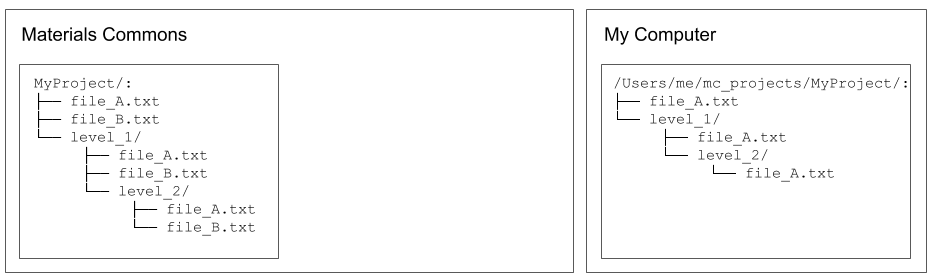 Materials Commons
MyProject/:
├── file_A.txt
├── file_B.txt
└── level_1/
    ├── file_A.txt
    ├── file_B.txt
    └── level_2/
        ├── file_A.txt
        └── file_B.txt
My Computer
/Users/me/mc_projects/MyProject/:
├── file_A.txt
└── level_1/
    ├── file_A.txt
    └── level_2/
        └── file_A.txt